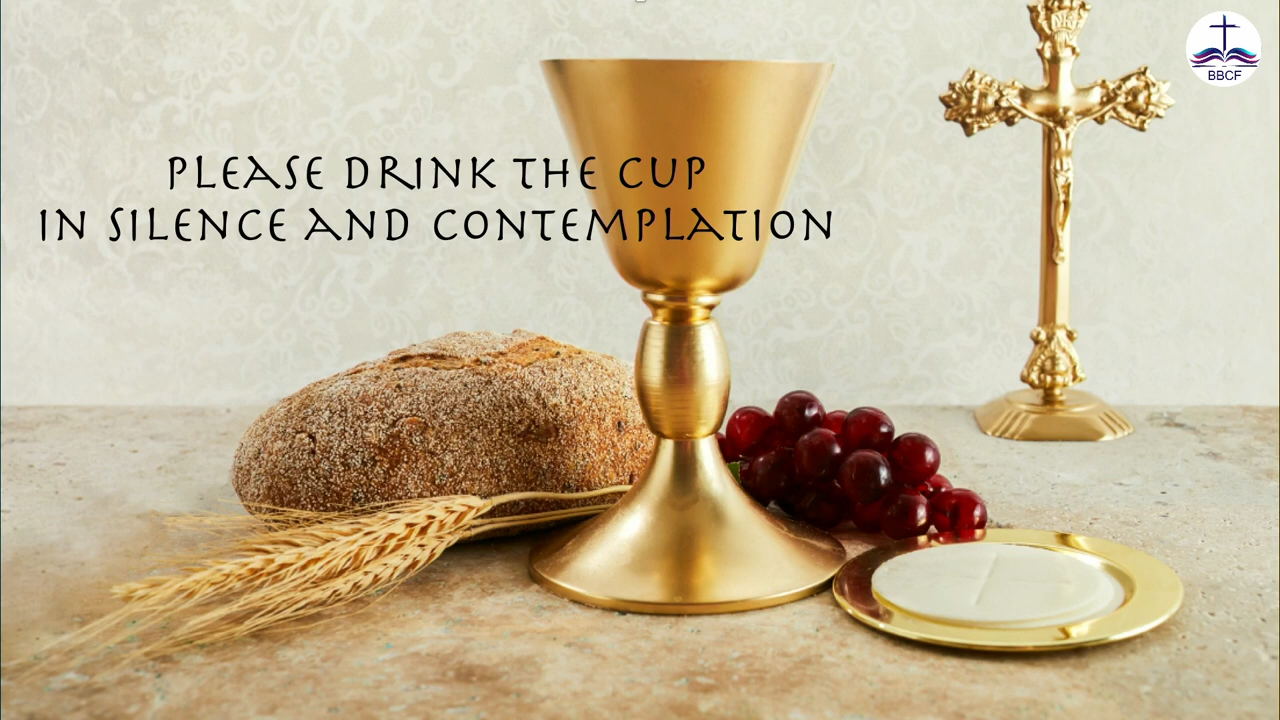 PLEASE DRINK THE CUP
IN SILENCE AND CONTEMPLATION
BBCF